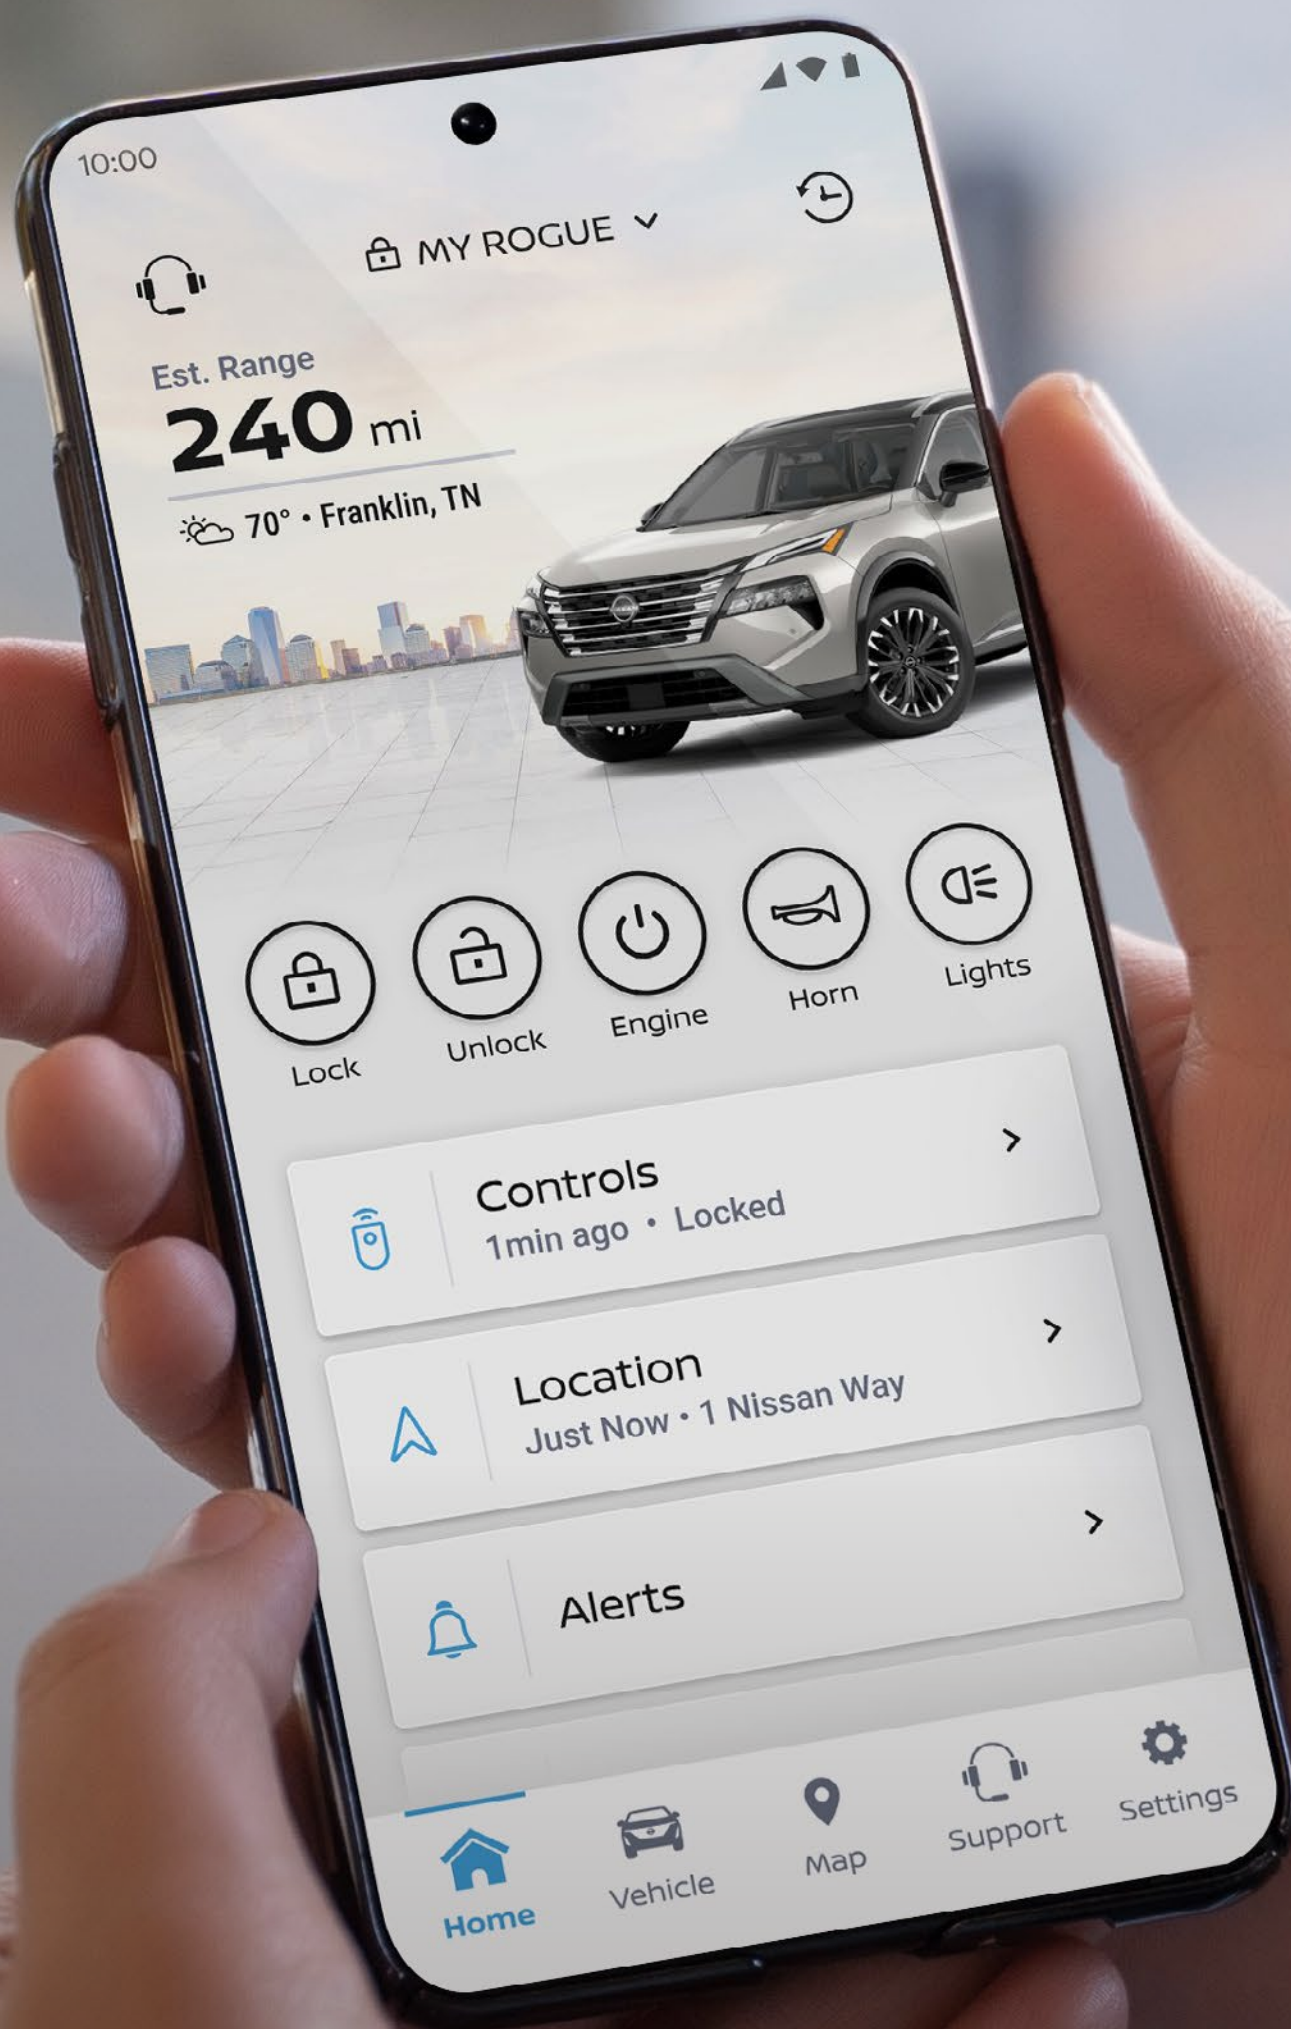 10:00
MY ROGUE
Est. Range
240 mi
70° • Franklin, TN
Lock
Unlock
Engine
Horn
Lights
Controls
1min ago • Locked
Location
Just Now • 1 Nissan Way
Alerts
Home
Vehicle
Map
Support
Settings